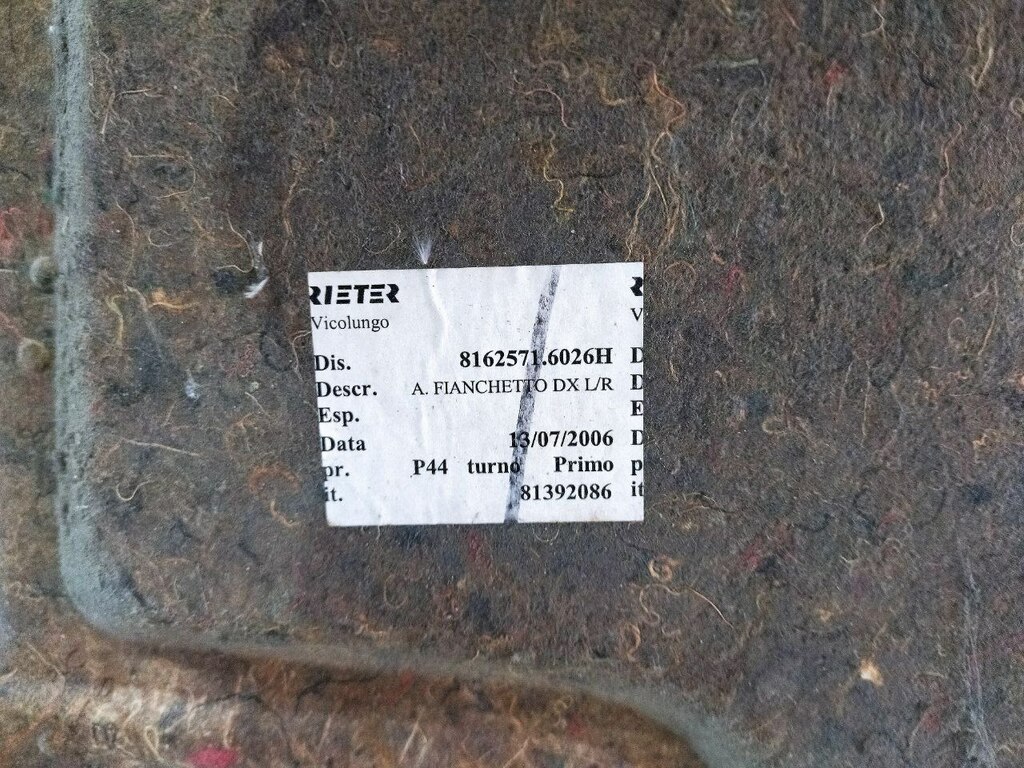 RIETER
Vicolungo
Dis. 8162571.6026H
Descr. A. FIANCHETTO DX L/R
Esp.
Data 13/07/2006
pr. P44 turno Primo
it. 81392086
R
V
D
D
E
D
p
it